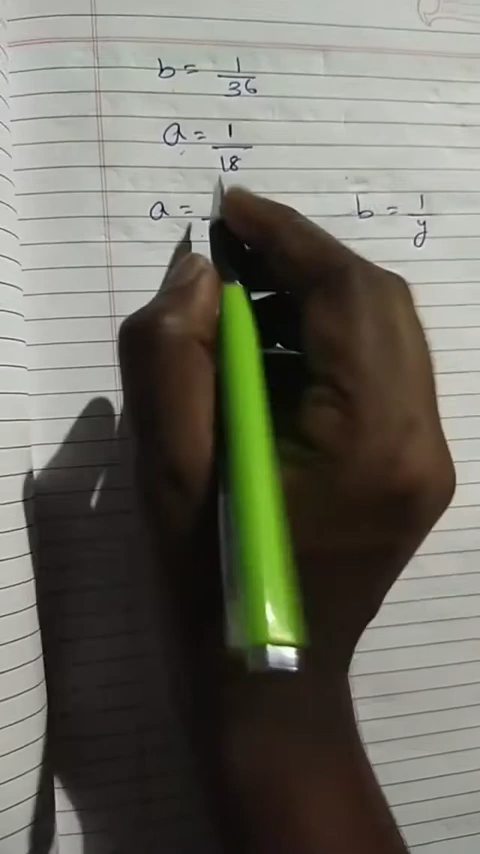 b = 1/36
a = 1/18
a = b = 1/y